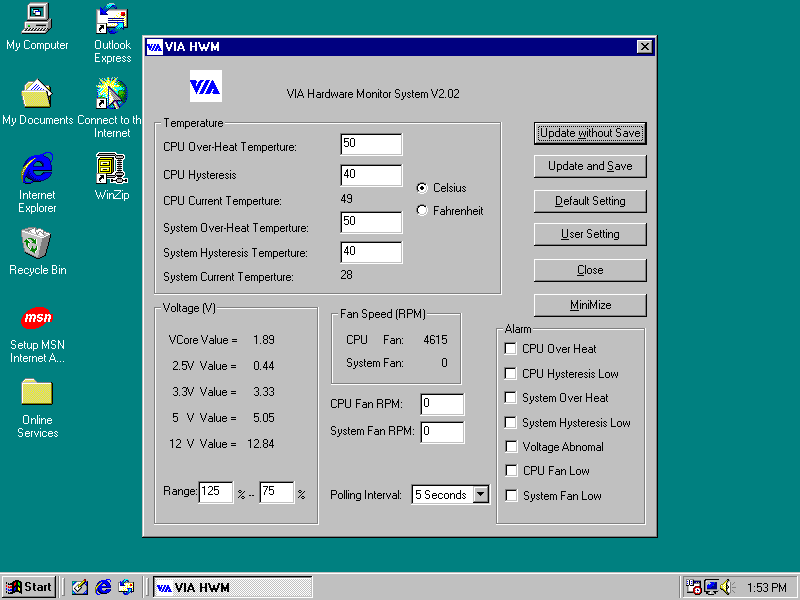 My Computer
Outlook
Express
My Documents
Connect to th
Internet
Internet
Explorer
WinZip
Recycle Bin
msn
Setup MSN
Internet A...
Online
Services
VIA VIA HWM
VIA
VIA Hardware Monitor System V2.02
Temperature
CPU Over-Heat Temperture: 50
CPU Hysteresis 40
CPU Current Temperture: 49
System Over-Heat Temperture: 50
System Hysteresis Temperture: 40
System Current Temperture: 28
Celsius
Fahrenheit
Update without Save
Update and Save
Default Setting
User Setting
Close
MiniMize
Voltage (V)
VCore Value = 1.89
2.5V Value = 0.44
3.3V Value = 3.33
5 V Value = 5.05
12 V Value = 12.84
Range: 125 % -- 75 %
Fan Speed (RPM)
CPU Fan: 4615
System Fan: 0
CPU Fan RPM: 0
System Fan RPM: 0
Polling Interval: 5 Seconds
Alarm
CPU Over Heat
CPU Hysteresis Low
System Over Heat
System Hysteresis Low
Voltage Abnomal
CPU Fan Low
System Fan Low
Start
VIA VIA HWM
1:53 PM